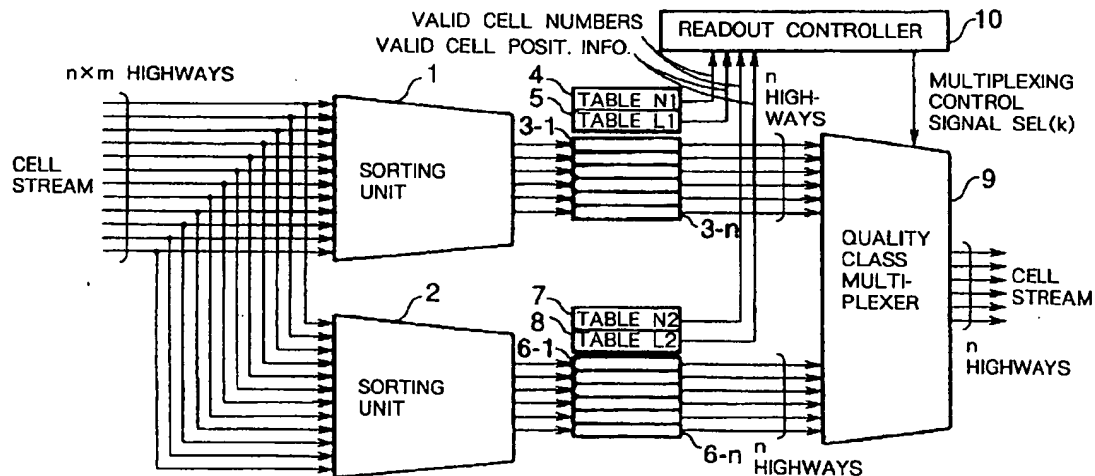 VALID CELL NUMBERS
VALID CELL POSIT. INFO.
READOUT CONTROLLER
10
n×m HIGHWAYS
1
4
5
TABLE N1
TABLE L1
n
HIGH-
WAYS
MULTIPLEXING
CONTROL
SIGNAL SEL(k)
3-1
CELL
STREAM
SORTING
UNIT
3-n
9
QUALITY
CLASS
MULTI-
PLEXER
CELL
STREAM
n
HIGHWAYS
2
7
8
TABLE N2
TABLE L2
6-1
SORTING
UNIT
6-n
n
HIGHWAYS